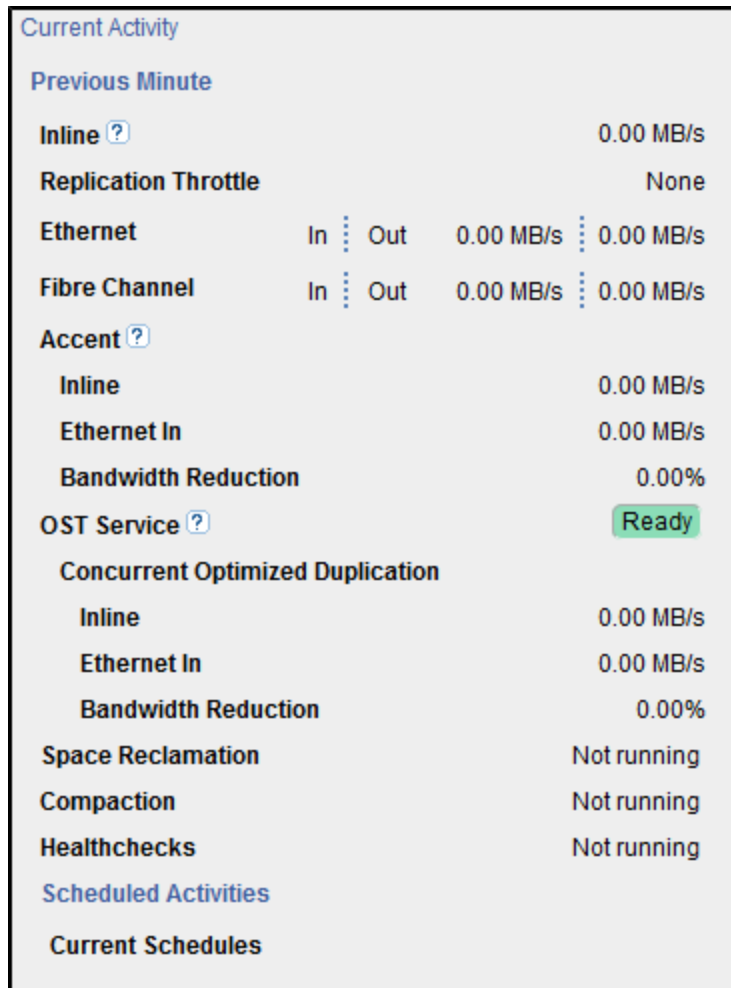 Current Activity
Previous Minute
Inline ? 0.00 MB/s
Replication Throttle None
Ethernet In Out 0.00 MB/s 0.00 MB/s
Fibre Channel In Out 0.00 MB/s 0.00 MB/s
Accent ?
Inline 0.00 MB/s
Ethernet In 0.00 MB/s
Bandwidth Reduction 0.00%
OST Service ? Ready
Concurrent Optimized Duplication
Inline 0.00 MB/s
Ethernet In 0.00 MB/s
Bandwidth Reduction 0.00%
Space Reclamation Not running
Compaction Not running
Healthchecks Not running
Scheduled Activities
Current Schedules